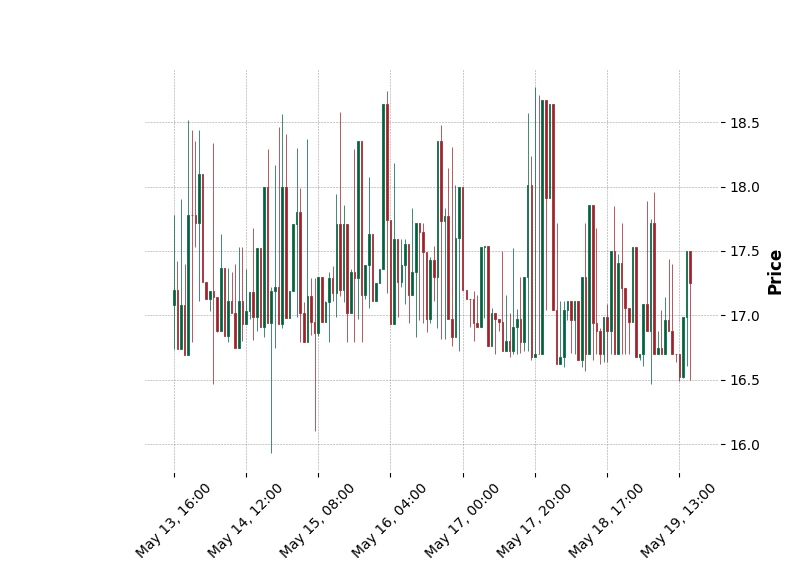 18.5
18.0
17.5
17.0
16.5
16.0
Price
May 13, 16:00
May 14, 12:00
May 15, 08:00
May 16, 04:00
May 17, 00:00
May 17, 20:00
May 18, 17:00
May 19, 13:00